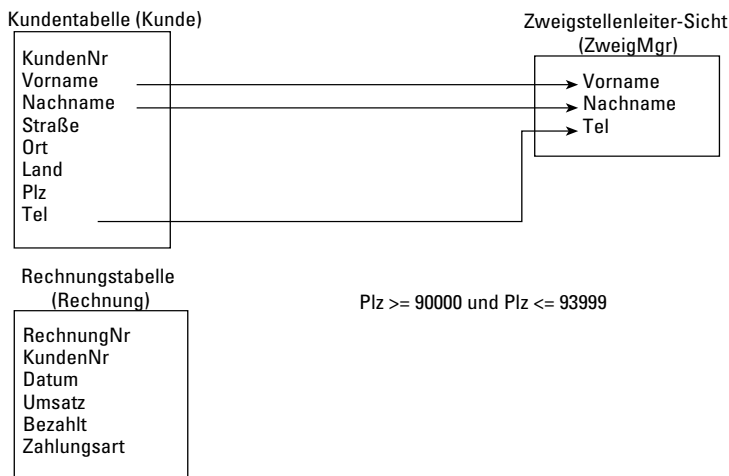 Kundentabelle (Kunde)
KundenNr
Vorname
Nachname
Straße
Ort
Land
Plz
Tel
Zweigstellenleiter-Sicht
(ZweigMgr)
Vorname
Nachname
Tel
Rechnungstabelle
(Rechnung)
RechnungNr
KundenNr
Datum
Umsatz
Bezahlt
Zahlungsart
Plz >= 90000 und Plz <= 93999